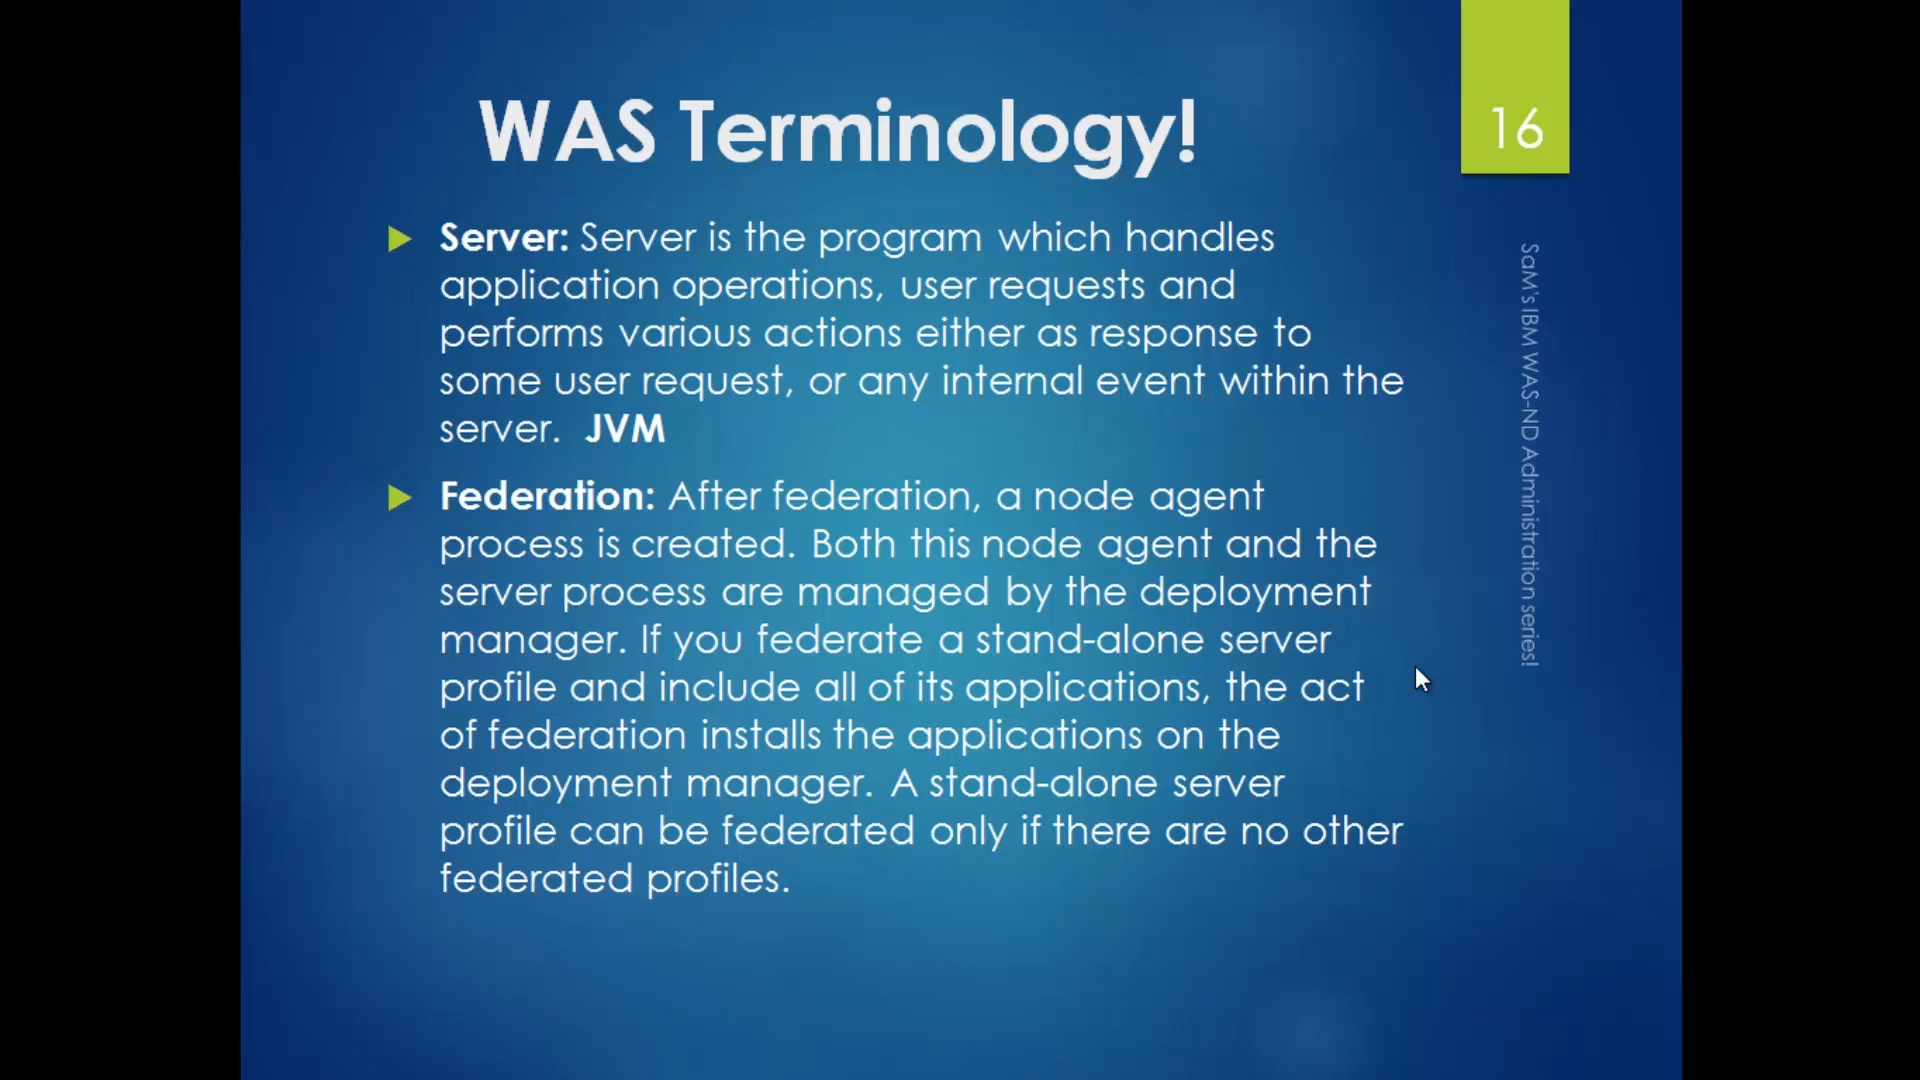 WAS Terminology!
16
Server: Server is the program which handles
application operations, user requests and
performs various actions either as response to
some user request, or any internal event within the
server. JVM
Federation: After federation, a node agent
process is created. Both this node agent and the
server process are managed by the deployment
manager. If you federate a stand-alone server
profile and include all of its applications, the act
of federation installs the applications on the
deployment manager. A stand-alone server
profile can be federated only if there are no other
federated profiles.
SaM's IBM WAS-ND Administration series!